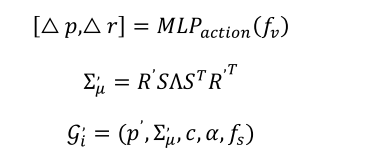 [△ p,△ r] = MLP_action(f_v)
Σ'_μ = R'SΛS^T R'^T
G'_i = (p', Σ'_μ, c, α, f_s)